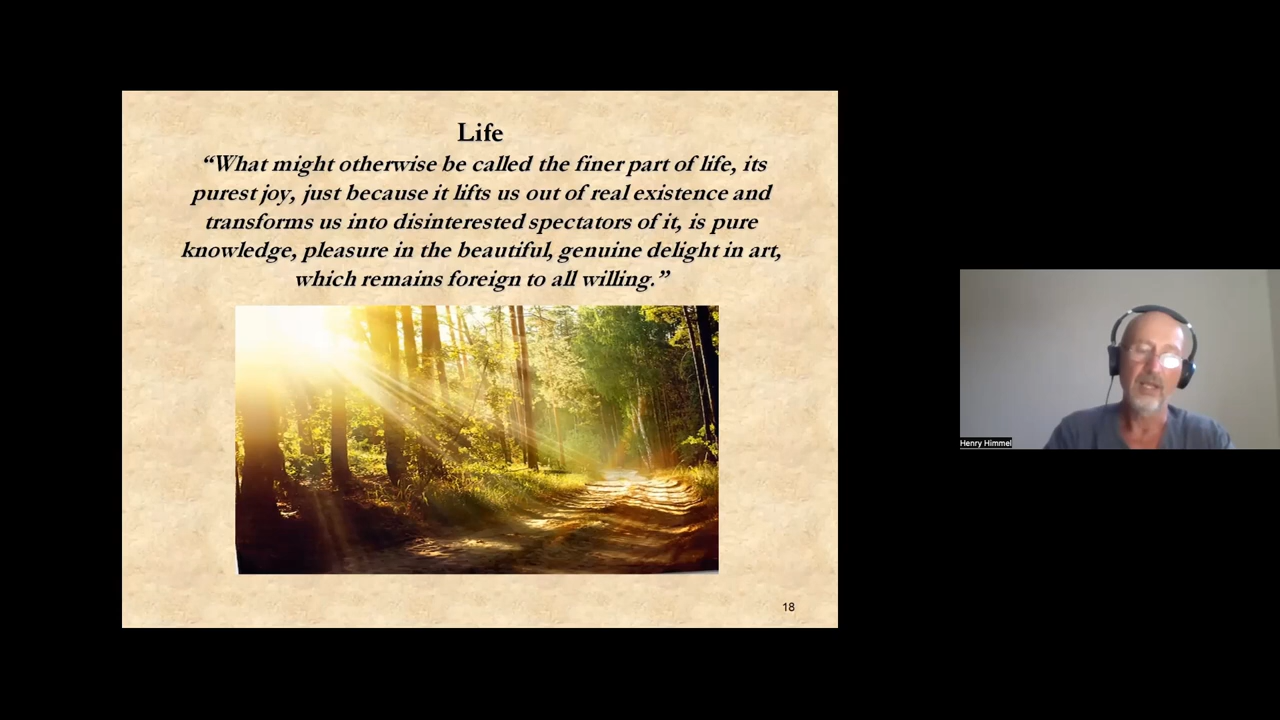 Life
“What might otherwise be called the finer part of life, its
purest joy, just because it lifts us out of real existence and
transforms us into disinterested spectators of it, is pure
knowledge, pleasure in the beautiful, genuine delight in art,
which remains foreign to all willing.”
18
Henry Himmel